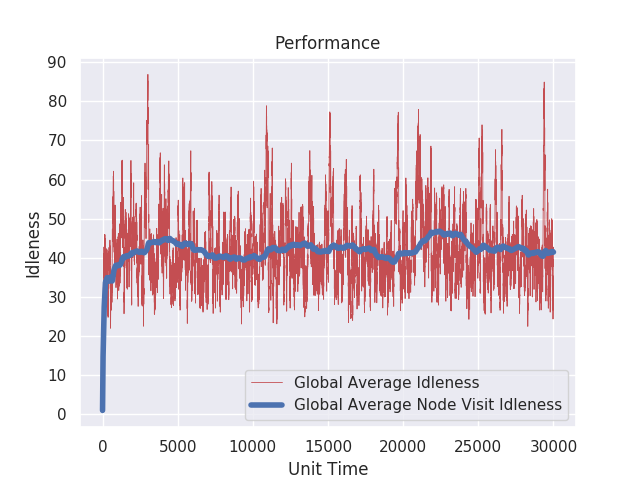 Performance
90
80
70
60
50
40
30
20
10
0
Idleness
Global Average Idleness
Global Average Node Visit Idleness
0 5000 10000 15000 20000 25000 30000
Unit Time